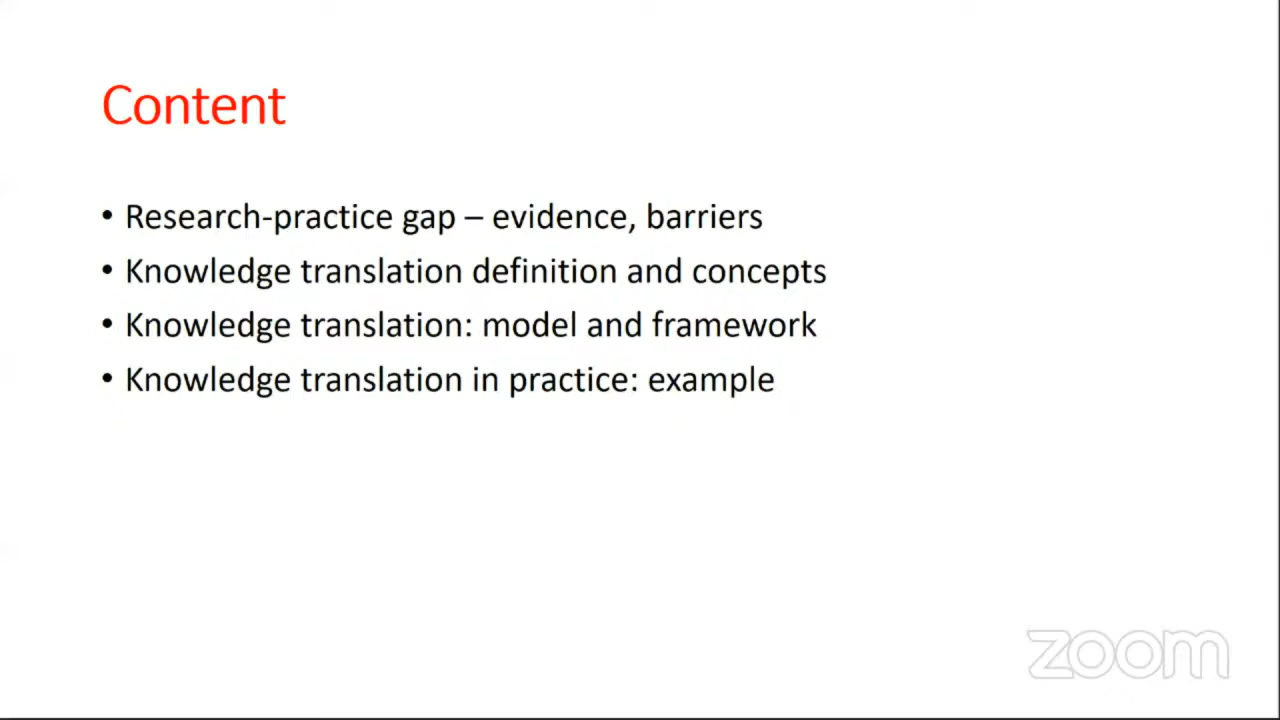 Content
• Research-practice gap – evidence, barriers
• Knowledge translation definition and concepts
• Knowledge translation: model and framework
• Knowledge translation in practice: example
zoom